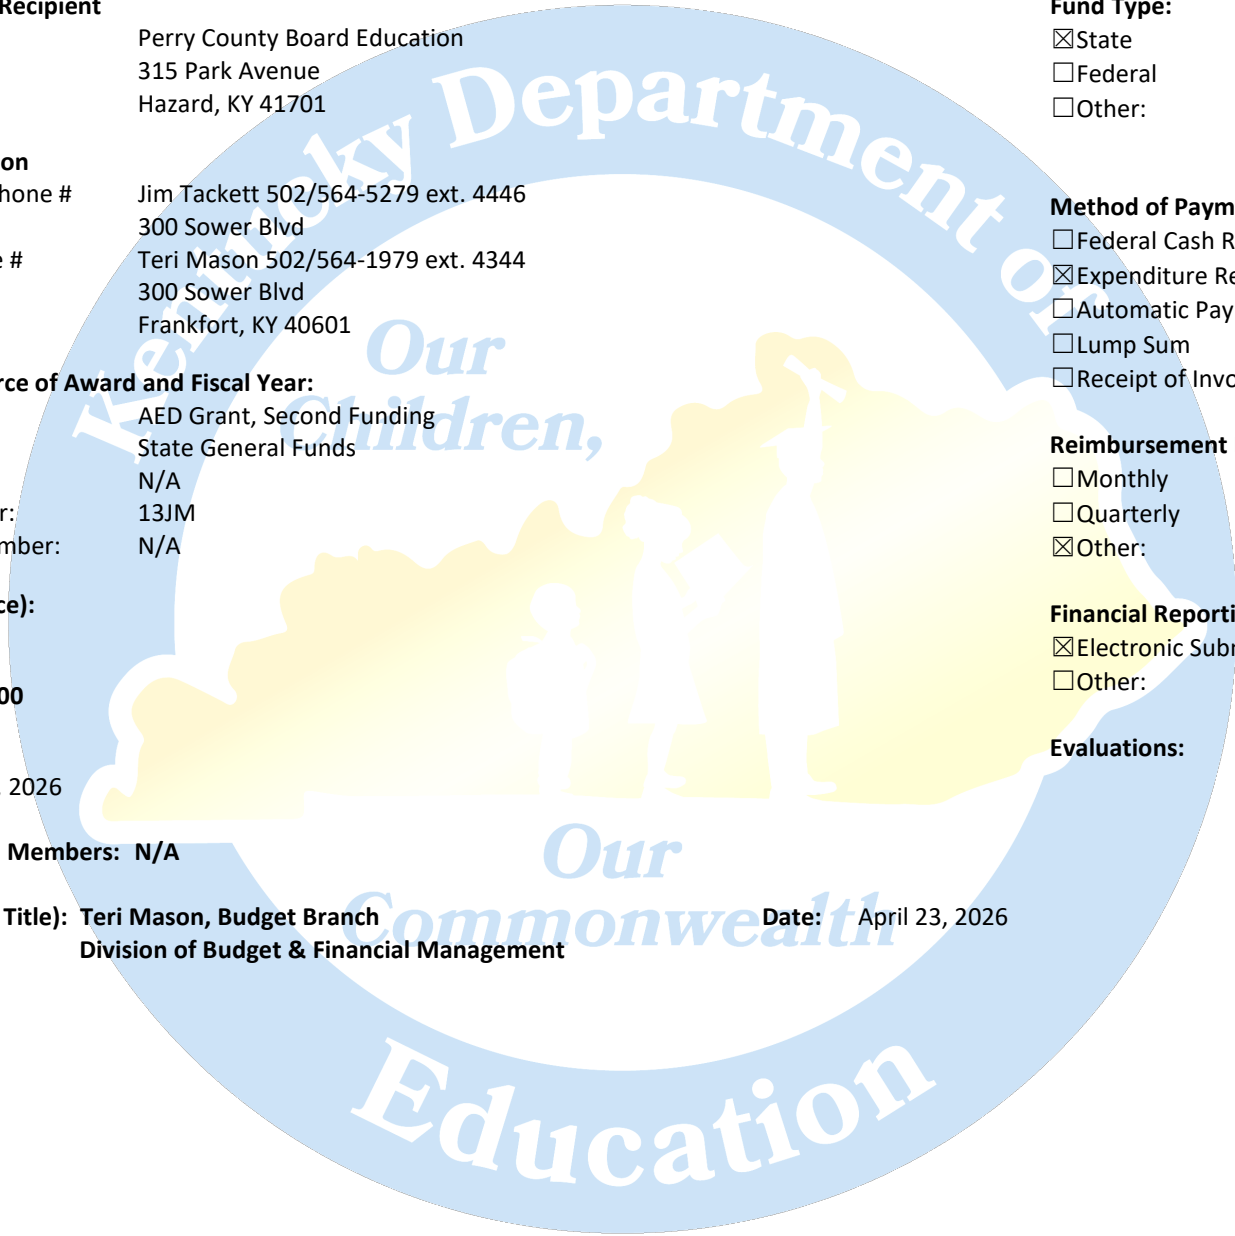 Recipient
Perry County Board Education
315 Park Avenue
Hazard, KY 41701
on
hone # Jim Tackett 502/564-5279 ext. 4446
300 Sower Blvd
e # Teri Mason 502/564-1979 ext. 4344
300 Sower Blvd
Frankfort, KY 40601
rce of Award and Fiscal Year:
AED Grant, Second Funding
State General Funds
N/A
r: 13JM
mber: N/A
ce):
00
, 2026
Members: N/A
Title): Teri Mason, Budget Branch Date: April 23, 2026
Division of Budget & Financial Management
Fund Type:
☒State
☐Federal
☐Other:
Method of Paym
☐Federal Cash R
☒Expenditure Re
☐Automatic Pay
☐Lump Sum
☐Receipt of Invo
Reimbursement
☐Monthly
☐Quarterly
☒Other:
Financial Reporti
☒Electronic Subr
☐Other:
Evaluations:
Kentucky Department of
Our
Children,
Our
Commonwealth
Education